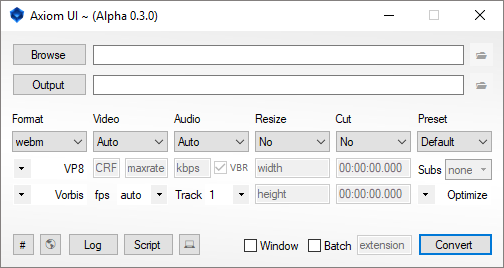 Axiom UI ~ (Alpha 0.3.0)
Browse
Output
Format Video Audio Resize Cut Preset
webm Auto Auto No No Default
VP8 CRF maxrate kbps VBR width 00:00:00.000 Subs none
Vorbis fps auto Track 1 height 00:00:00.000 Optimize
# Log Script Window Batch extension Convert